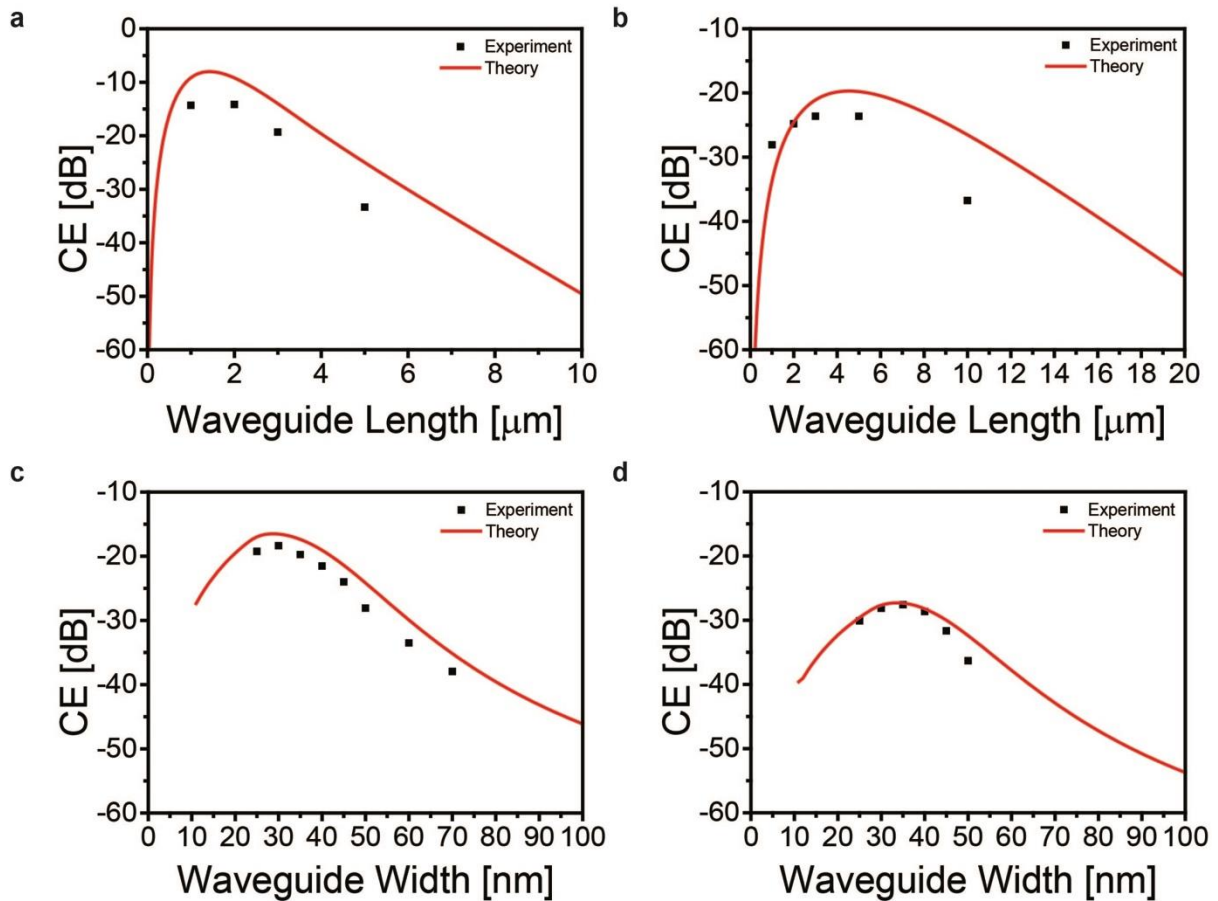 a
0
-10
-20
-30
-40
-50
-60
CE [dB]
Experiment
Theory
0 2 4 6 8 10
Waveguide Length [μm]
b
-10
-20
-30
-40
-50
-60
CE [dB]
Experiment
Theory
0 2 4 6 8 10 12 14 16 18 20
Waveguide Length [μm]
c
-10
-20
-30
-40
-50
-60
CE [dB]
Experiment
Theory
0 10 20 30 40 50 60 70 80 90 100
Waveguide Width [nm]
d
-10
-20
-30
-40
-50
-60
CE [dB]
Experiment
Theory
0 10 20 30 40 50 60 70 80 90 100
Waveguide Width [nm]